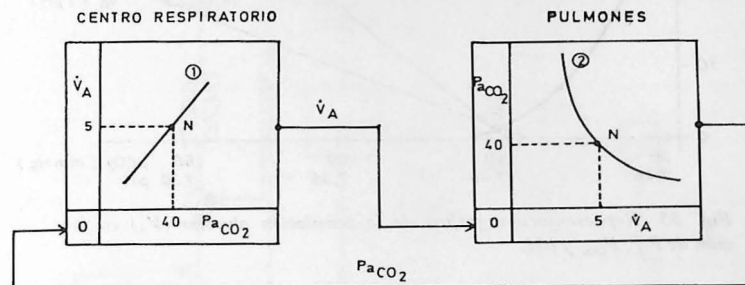 CENTRO RESPIRATORIO
V̇A
①
5
N
0
40
PaCO2
V̇A
PULMONES
PaCO2
②
40
N
0
5
V̇A
PaCO2